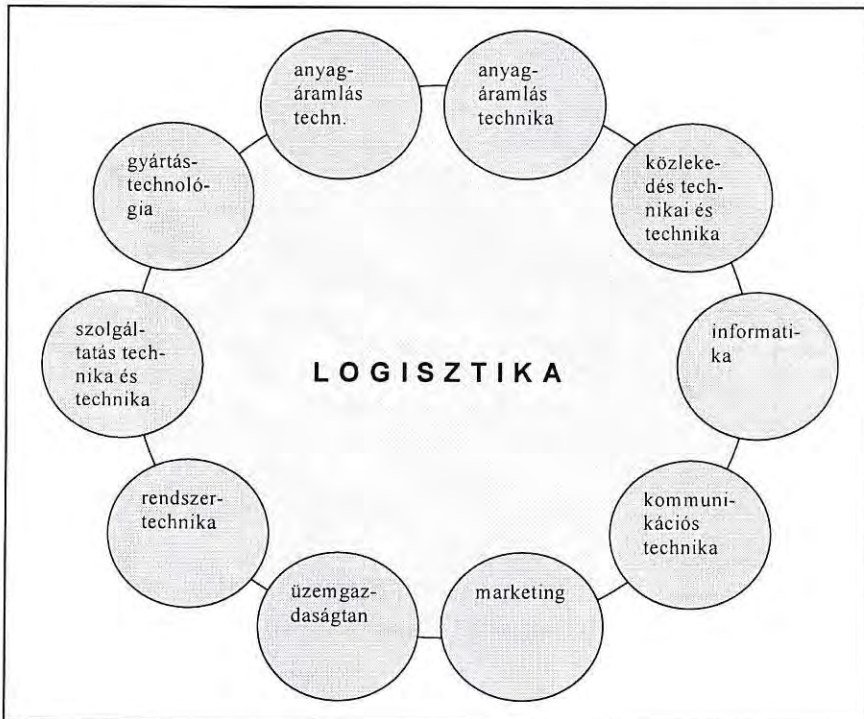 anyag-
áramlás
techn.
anyag-
áramlás
technika
gyártás-
technoló-
gia
közleke-
dés tech-
nikai és
technika
szolgál-
tatás tech-
nika és
technika
LOGISZTIKA
informati-
ka
rendszer-
technika
kommuni-
kációs
technika
üzemgaz-
daságtan
marketing